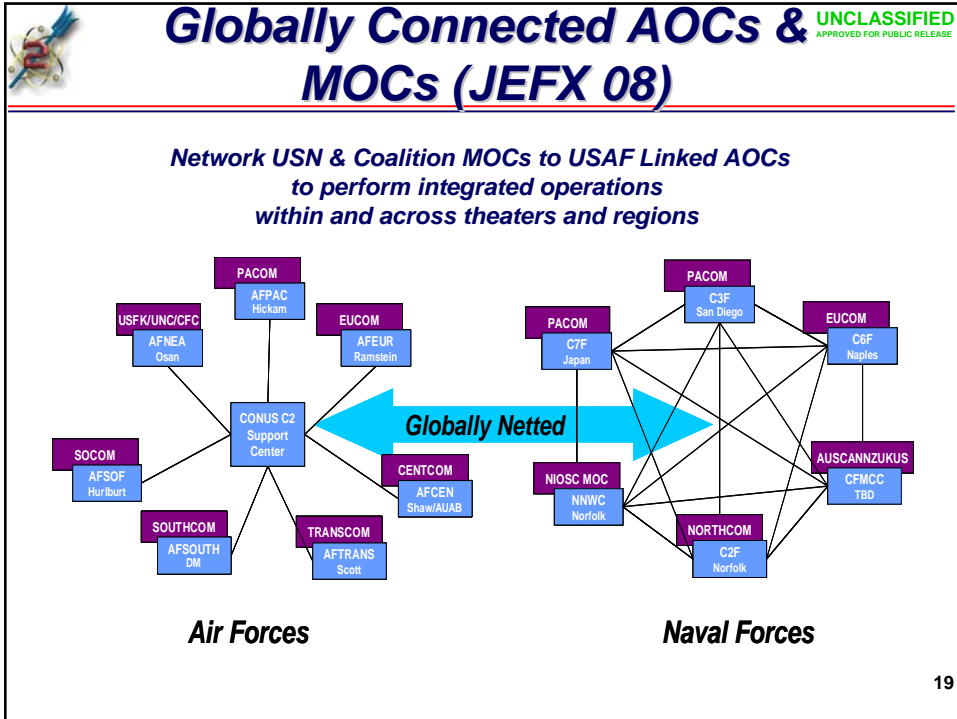 Globally Connected AOCs &
MOCs (JEFX 08)
UNCLASSIFIED
APPROVED FOR PUBLIC RELEASE
Network USN & Coalition MOCs to USAF Linked AOCs
to perform integrated operations
within and across theaters and regions
PACOM
AFPAC
Hickam
USFK/UNC/CFC
AFNEA
Osan
EUCOM
AFEUR
Ramstein
CONUS C2
Support
Center
SOCOM
AFSOF
Hurlburt
CENTCOM
AFCEN
Shaw/AUAB
SOUTHCOM
AFSOUTH
DM
TRANSCOM
AFTRANS
Scott
Air Forces
Globally Netted
PACOM
C3F
San Diego
PACOM
C7F
Japan
EUCOM
C6F
Naples
NIOSC MOC
NNWC
Norfolk
AUSCANNZUKUS
CFMCC
TBD
NORTHCOM
C2F
Norfolk
Naval Forces
19